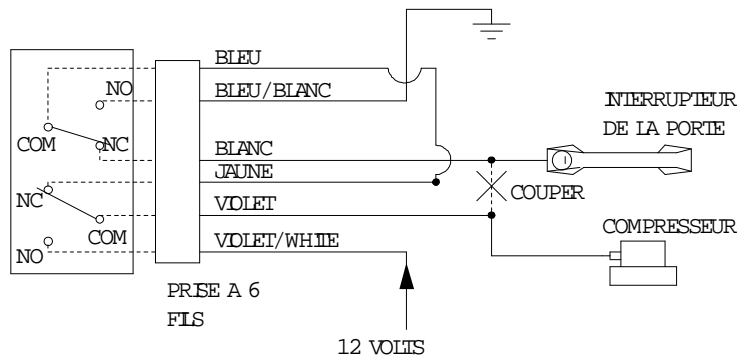 BLEU
NO
BLEU/BLANC
INTERRUPTEUR
DE LA PORTE
COM
NC
BLANC
JAUNE
COUPER
NC
VIOLET
COM
COMPRESSEUR
NO
VIOLET/WHITE
PRISE A 6
FILS
12 VOLTS